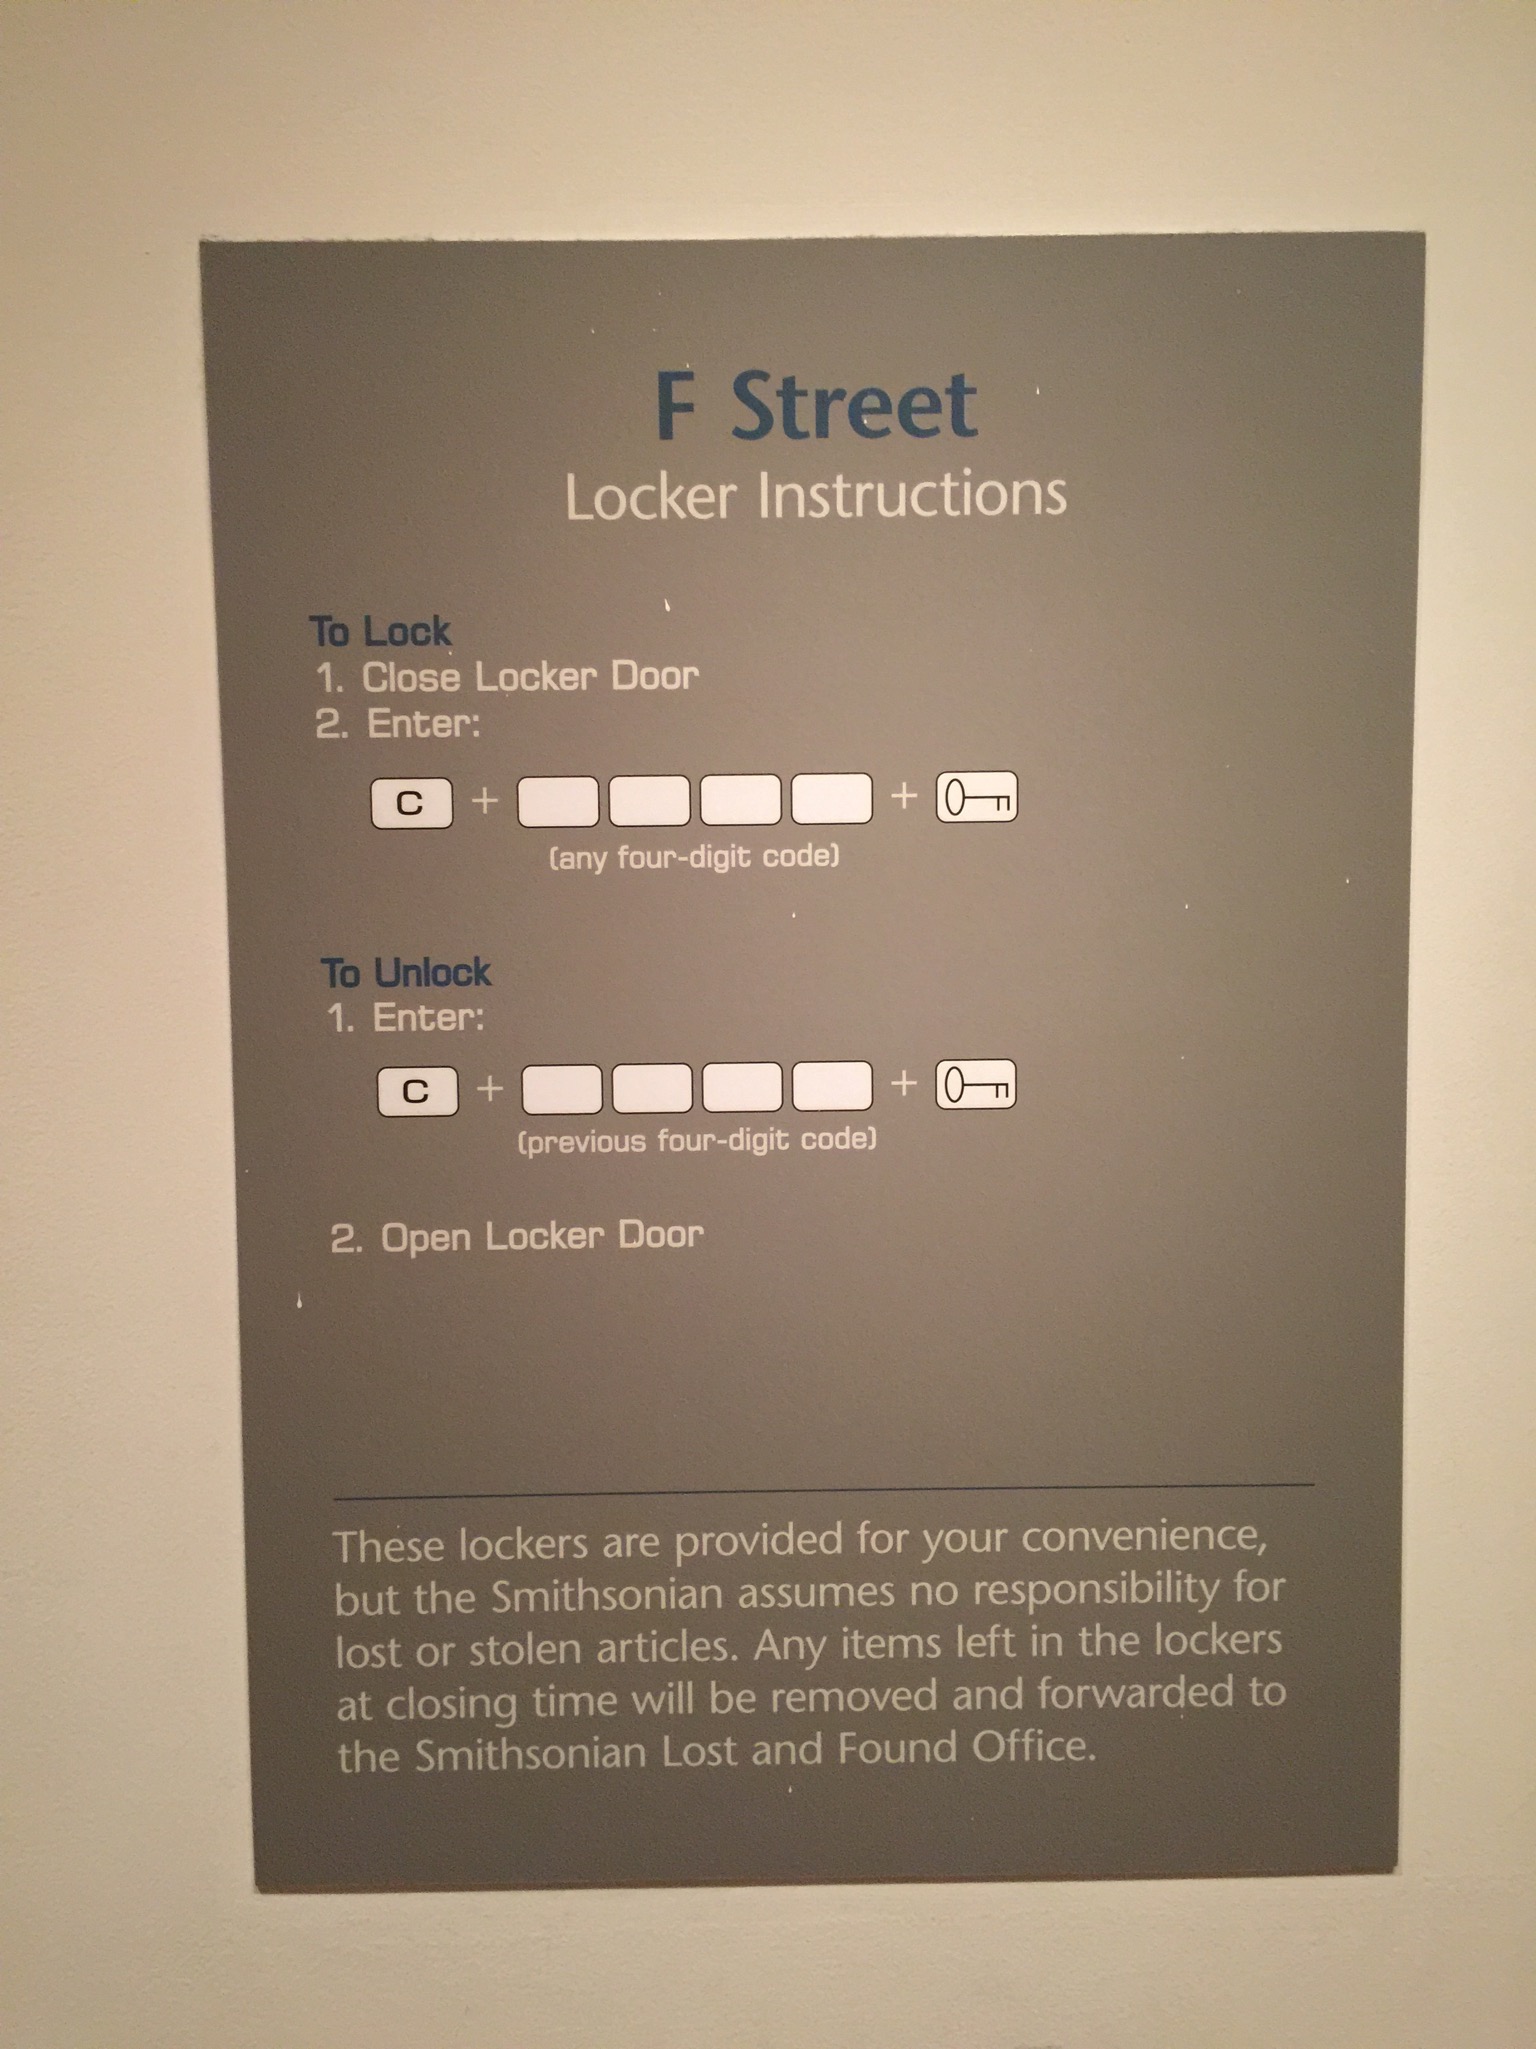 F Street
Locker Instructions
To Lock
1. Close Locker Door
2. Enter:
C + +
(any four-digit code)
To Unlock
1. Enter:
C + +
(previous four-digit code)
2. Open Locker Door
These lockers are provided for your convenience,
but the Smithsonian assumes no responsibility for
lost or stolen articles. Any items left in the lockers
at closing time will be removed and forwarded to
the Smithsonian Lost and Found Office.